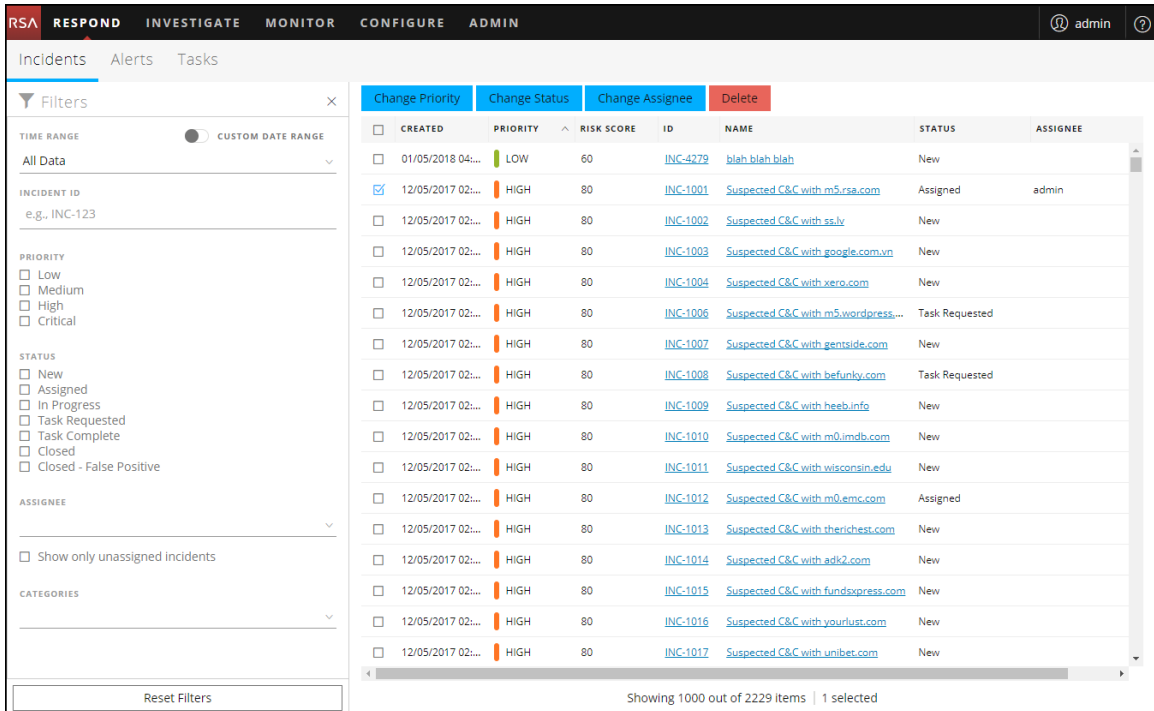 RSA RESPOND INVESTIGATE MONITOR CONFIGURE ADMIN admin ?
Incidents Alerts Tasks
Filters
TIME RANGE CUSTOM DATE RANGE
All Data
INCIDENT ID
e.g., INC-123
PRIORITY
Low
Medium
High
Critical
STATUS
New
Assigned
In Progress
Task Requested
Task Complete
Closed
Closed - False Positive
ASSIGNEE
Show only unassigned incidents
CATEGORIES
Reset Filters
Change Priority Change Status Change Assignee Delete
CREATED PRIORITY RISK SCORE ID NAME STATUS ASSIGNEE
01/05/2018 04:... LOW 60 INC-4279 blah blah blah New
12/05/2017 02:... HIGH 80 INC-1001 Suspected C&C with m5.rsa.com Assigned admin
12/05/2017 02:... HIGH 80 INC-1002 Suspected C&C with ss.lv New
12/05/2017 02:... HIGH 80 INC-1003 Suspected C&C with google.com.vn New
12/05/2017 02:... HIGH 80 INC-1004 Suspected C&C with xero.com New
12/05/2017 02:... HIGH 80 INC-1006 Suspected C&C with m5.wordpress.... Task Requested
12/05/2017 02:... HIGH 80 INC-1007 Suspected C&C with gentside.com New
12/05/2017 02:... HIGH 80 INC-1008 Suspected C&C with befunky.com Task Requested
12/05/2017 02:... HIGH 80 INC-1009 Suspected C&C with heeb.info New
12/05/2017 02:... HIGH 80 INC-1010 Suspected C&C with m0.imdb.com New
12/05/2017 02:... HIGH 80 INC-1011 Suspected C&C with wisconsin.edu New
12/05/2017 02:... HIGH 80 INC-1012 Suspected C&C with m0.emc.com Assigned
12/05/2017 02:... HIGH 80 INC-1013 Suspected C&C with therichest.com New
12/05/2017 02:... HIGH 80 INC-1014 Suspected C&C with adk2.com New
12/05/2017 02:... HIGH 80 INC-1015 Suspected C&C with fundsxpress.com New
12/05/2017 02:... HIGH 80 INC-1016 Suspected C&C with yourlust.com New
12/05/2017 02:... HIGH 80 INC-1017 Suspected C&C with unibet.com New
Showing 1000 out of 2229 items | 1 selected